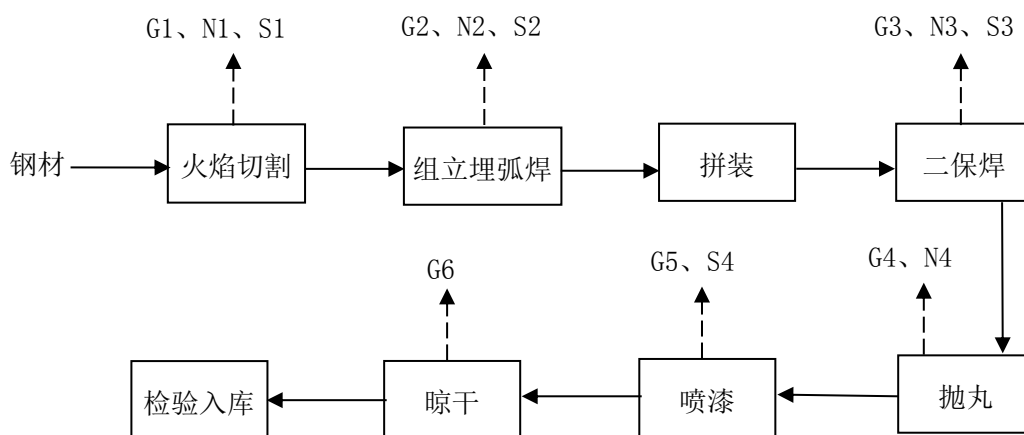 G1、N1、S1
G2、N2、S2
G3、N3、S3
钢材
火焰切割
组立埋弧焊
拼装
二保焊
G6
G5、S4
G4、N4
检验入库
晾干
喷漆
抛丸